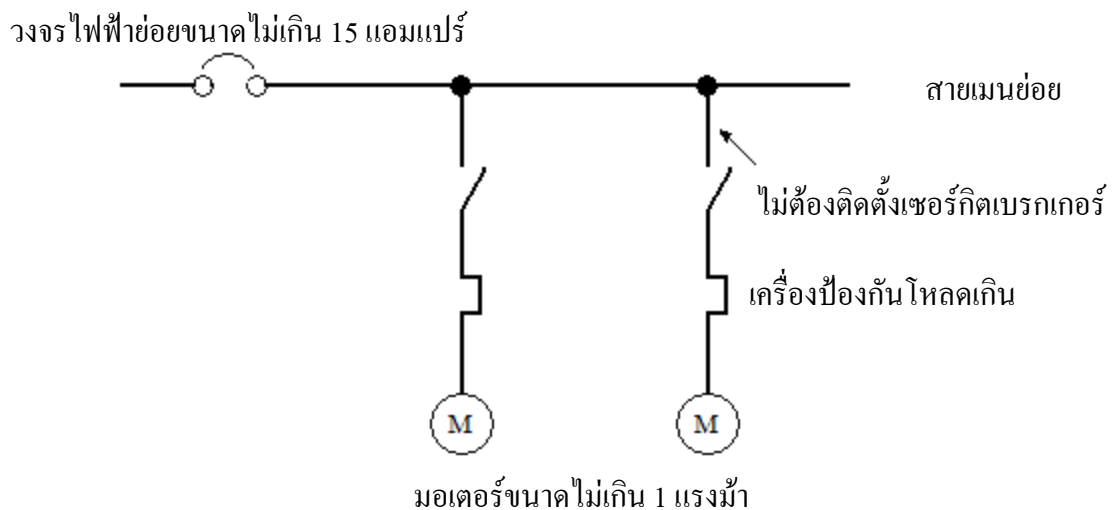 วงจรไฟฟ้าย่อยขนาดไม่เกิน 15 แอมแปร์
สายเมนย่อย
ไม่ต้องติดตั้งเซอร์กิตเบรกเกอร์
เครื่องป้องกันโหลดเกิน
M M
มอเตอร์ขนาดไม่เกิน 1 แรงม้า